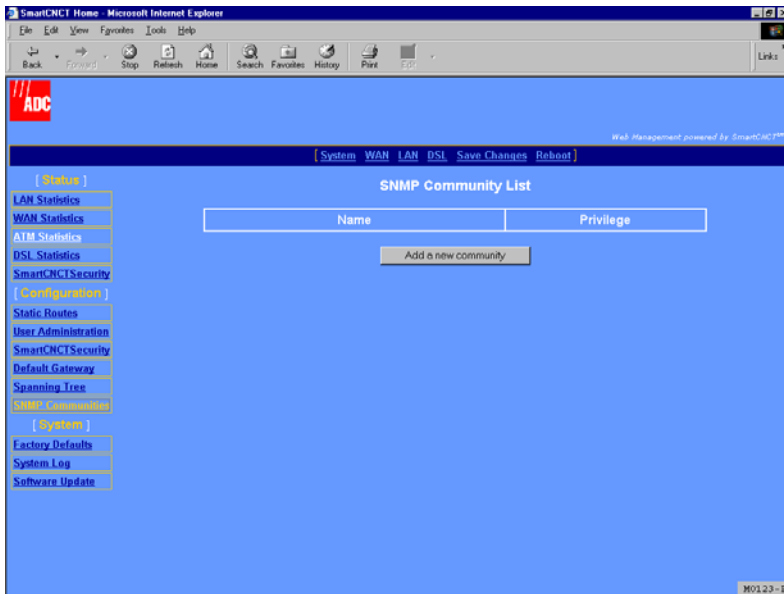 SmartCNCT Home - Microsoft Internet Explorer
File Edit View Favorites Tools Help
Back Forward Stop Refresh Home Search Favorites History Print Edit Links
ADC
Web Management powered by SmartCNCT
[ System WAN LAN DSL Save Changes Reboot ]
[ Status ]
LAN Statistics
WAN Statistics
ATM Statistics
DSL Statistics
SmartCNCTSecurity
[ Configuration ]
Static Routes
User Administration
SmartCNCTSecurity
Default Gateway
Spanning Tree
SNMP Communities
[ System ]
Factory Defaults
System Log
Software Update
SNMP Community List
Name Privilege
Add a new community